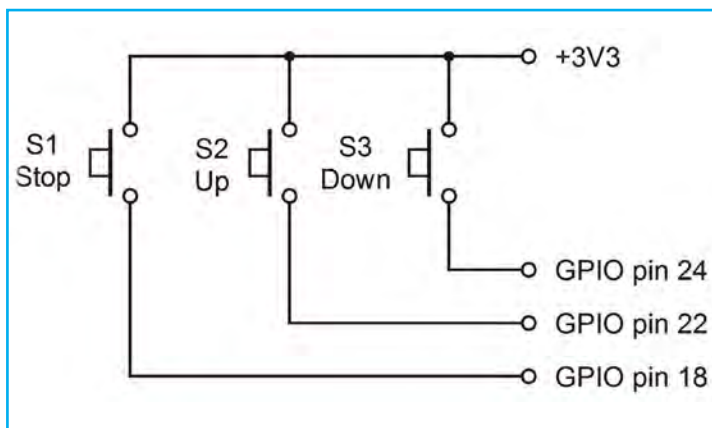 +3V3
S1
Stop
S2
Up
S3
Down
GPIO pin 24
GPIO pin 22
GPIO pin 18